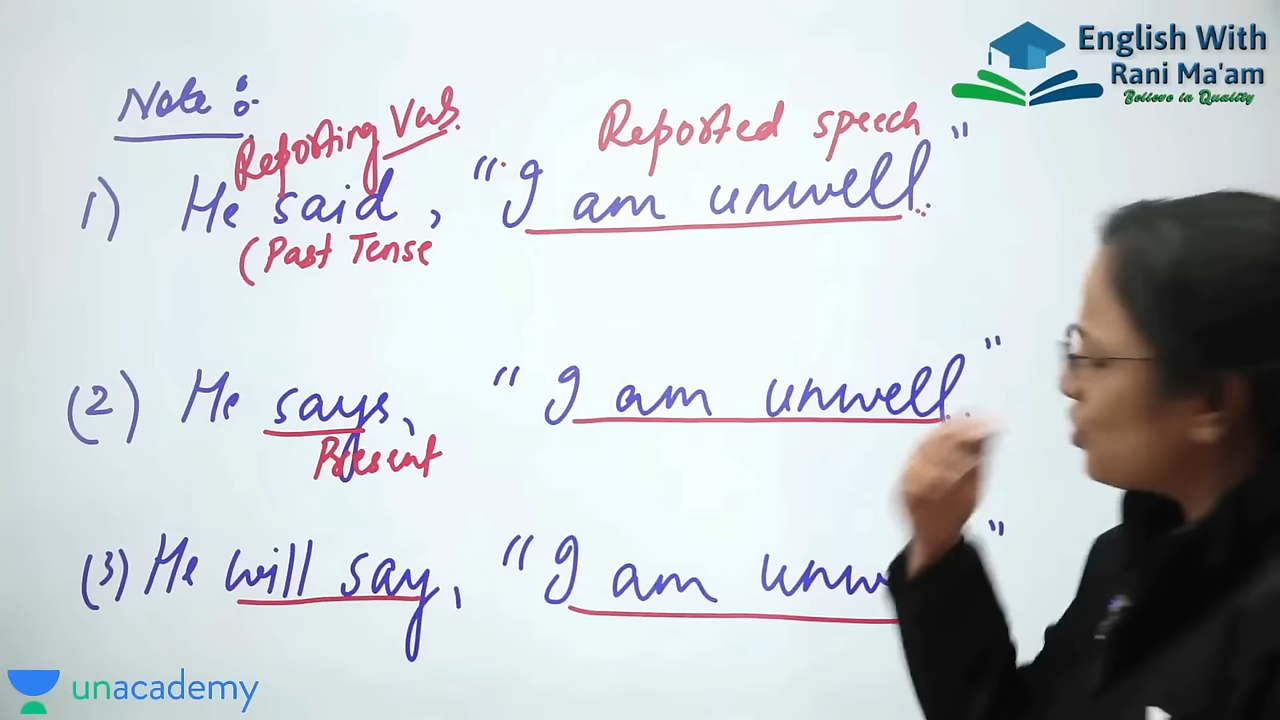 English With
Rani Ma'am
Believe in Quality
Note :-
Reporting Verb.
Reported speech
1) He said, "I am unwell."
(Past Tense
(2) He says, "I am unwell."
Present
(3) He will say, "I am unw "
unacademy